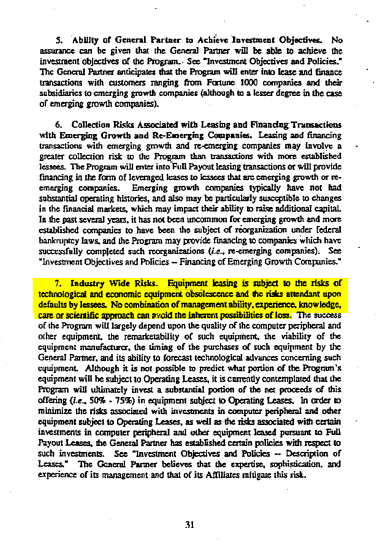 5. Ability of General Partner to Achieve Investment Objectives. No
assurance can be given that the General Partner will be able to achieve the
investment objectives of the Program. See "Investment Objectives and Policies."
The General Partner anticipates that the Program will enter into lease and finance
transactions with customers ranging from Fortune 1000 companies and their
subsidiaries to emerging growth companies (although to a lesser degree in the case
of emerging growth companies).
6. Collection Risks Associated with Leasing and Financing Transactions
with Emerging Growth and Re-Emerging Companies. Leasing and financing
transactions with emerging growth and re-emerging companies may involve a
greater collection risk to the Program than transactions with more established
lessees. The Program will enter into Full Payout leasing transactions or will provide
financing in the form of leveraged leases to lessees that are emerging growth or re-
emerging companies. Emerging growth companies typically have not had
substantial operating histories, and also may be particularly susceptible to changes
in the financial markets, which may impact their ability to raise additional capital.
In the past several years, it has not been uncommon for emerging growth and more
established companies to have been the subject of reorganization under federal
bankruptcy laws, and the Program may provide financing to companies which have
successfully completed such reorganizations (i.e., re-emerging companies). See
"Investment Objectives and Policies -- Financing of Emerging Growth Companies."
7. Industry Wide Risks. Equipment leasing is subject to the risks of
technological and economic equipment obsolescence and the risks attendant upon
defaults by lessees. No combination of management ability, experience, knowledge,
care or scientific approach can avoid the inherent possibilities of loss. The success
of the Program will largely depend upon the quality of the computer peripheral and
other equipment, the remarketability of such equipment, the viability of the
equipment manufacturer, the timing of the purchases of such equipment by the
General Partner, and its ability to forecast technological advances concerning such
equipment. Although it is not possible to predict what portion of the Program's
equipment will be subject to Operating Leases, it is currently contemplated that the
Program will ultimately invest a substantial portion of the net proceeds of this
offering (i.e., 50% - 75%) in equipment subject to Operating Leases. In order to
minimize the risks associated with investments in computer peripheral and other
equipment subject to Operating Leases, as well as the risks associated with certain
investments in computer peripheral and other equipment leased pursuant to Full
Payout Leases, the General Partner has established certain policies with respect to
such investments. See "Investment Objectives and Policies -- Description of
Leases." The General Partner believes that the expertise, sophistication, and
experience of its management and that of its Affiliates mitigate this risk.
31